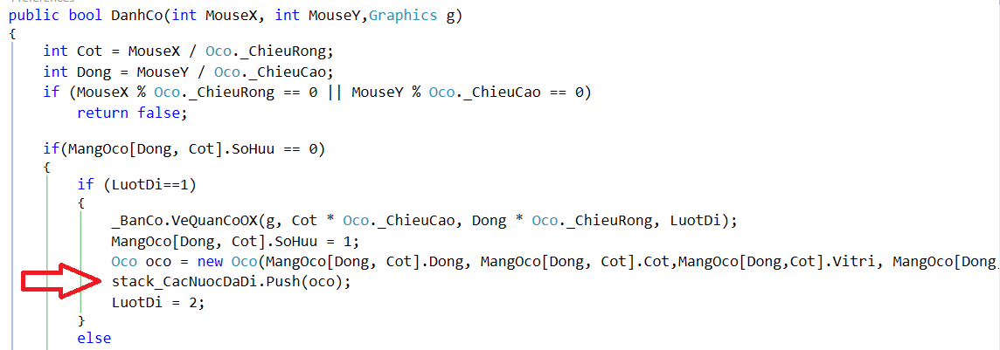 public bool DanhCo(int MouseX, int MouseY,Graphics g)
{
int Cot = MouseX / Oco._ChieuRong;
int Dong = MouseY / Oco._ChieuCao;
if (MouseX % Oco._ChieuRong == 0 || MouseY % Oco._ChieuCao == 0)
return false;
if(MangOco[Dong, Cot].SoHuu == 0)
{
if (LuotDi==1)
{
_BanCo.VeQuanCoOX(g, Cot * Oco._ChieuCao, Dong * Oco._ChieuRong, LuotDi);
MangOco[Dong, Cot].SoHuu = 1;
Oco oco = new Oco(MangOco[Dong, Cot].Dong, MangOco[Dong, Cot].Cot,MangOco[Dong,Cot].Vitri, MangOco[Dong
stack_CacNuocDaDi.Push(oco);
LuotDi = 2;
}
else